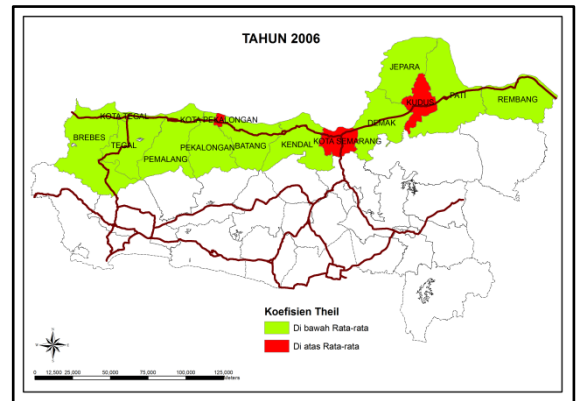 TAHUN 2006
JEPARA
KUDUS
PATI
REMBANG
KOTA TEGAL
KOTA PEKALONGAN
DEMAK
BREBES
TEGAL
PEKALONGAN
BATANG
KENDAL
KOTA SEMARANG
PEMALANG
Koefisien Theil
Di bawah Rata-rata
Di atas Rata-rata
0 12,500 25,000 50,000 75,000 100,000 125,000
Meters